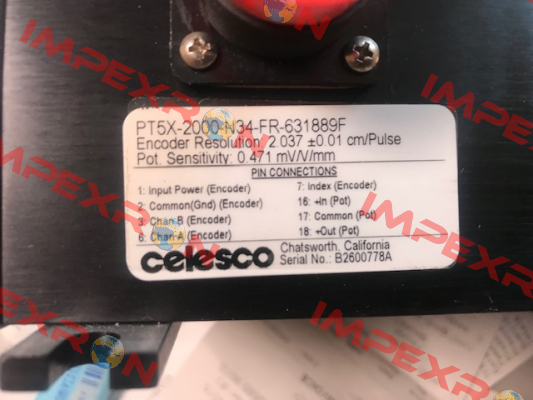 PT5X-2000-N34-FR-631889F
Encoder Resolution: 2.037 ±0.01 cm/Pulse
Pot. Sensitivity: 0.471 mV/V/mm
PIN CONNECTIONS
1: Input Power (Encoder)
2: Common(Gnd) (Encoder)
3: Chan-B (Encoder)
6: Chan-A (Encoder)
7: Index (Encoder)
16: +In (Pot)
17: Common (Pot)
18: +Out (Pot)
celesco
Chatsworth, California
Serial No.: B2600778A
IMPEXRON
IMPEXRON
IMPEXRON
IMPEXRON